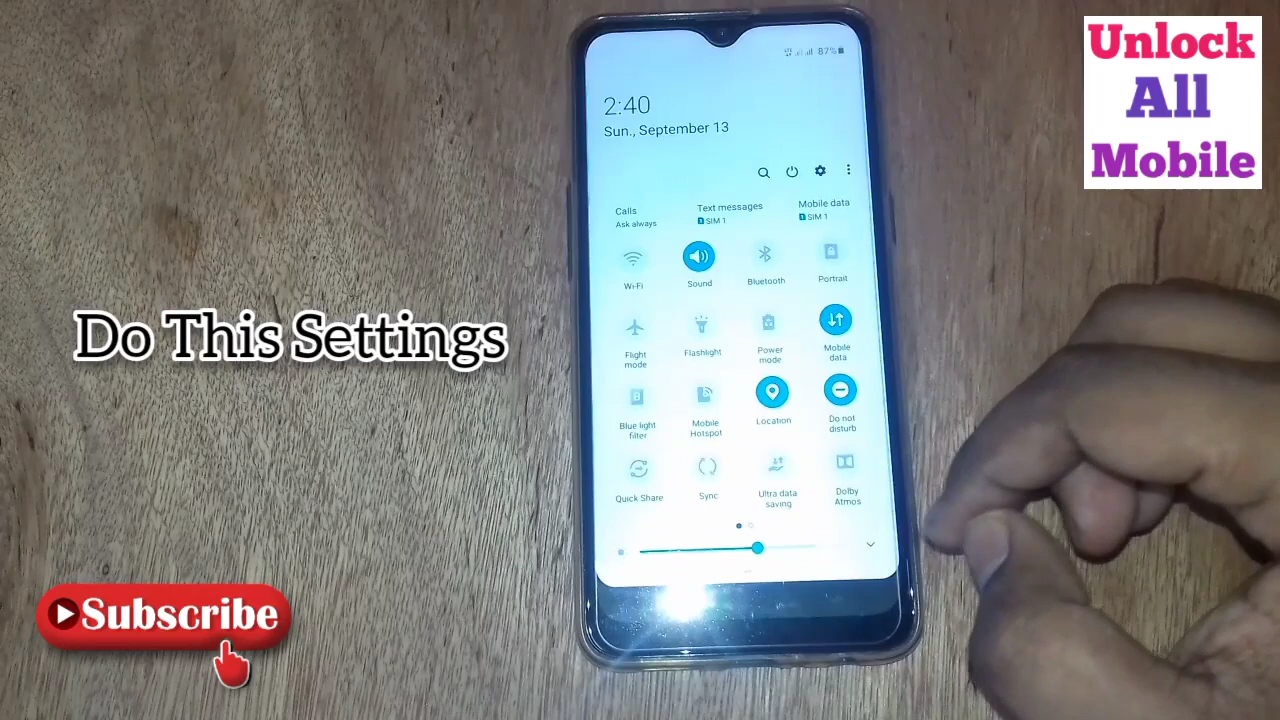 Unlock
All
Mobile
87%
2:40
Sun., September 13
Calls
Ask always
Text messages
1 SIM 1
Mobile data
1 SIM 1
Wi-Fi
Sound
Bluetooth
Portrait
Flight
mode
Flashlight
Power
mode
Mobile
data
B
Blue light
filter
Mobile
Hotspot
Location
Do not
disturb
Quick Share
Sync
Ultra data
saving
Dolby
Atmos
Do This Settings
Subscribe